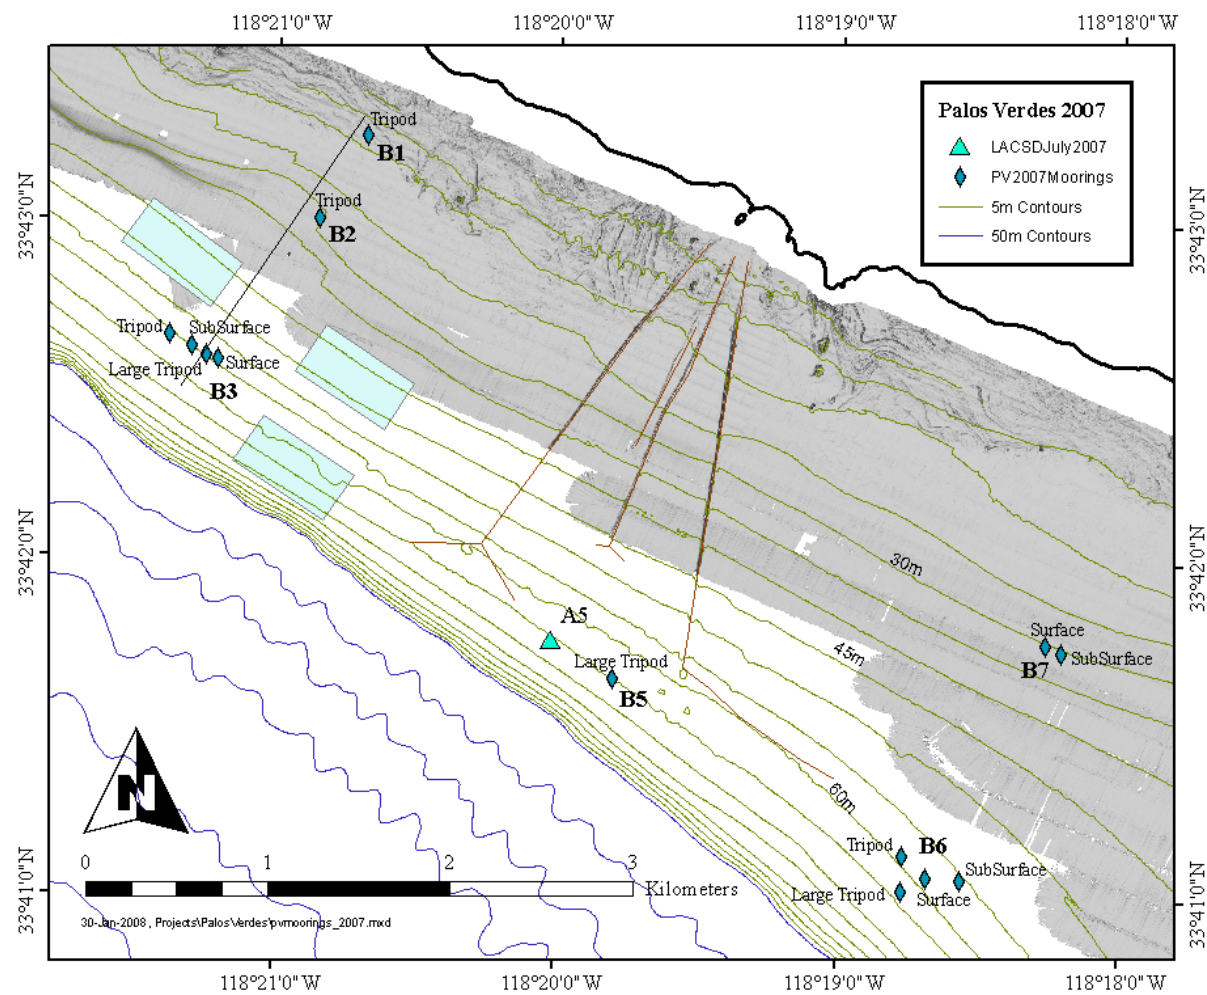 118°21'0"W
118°20'0"W
118°19'0"W
118°18'0"W
Palos Verdes 2007
LACSDJuly2007
PV2007Moorings
5m Contours
50m Contours
Tripod
B1
Tripod
B2
33°43'0"N
33°43'0"N
Tripod
SubSurface
Large Tripod
Surface
B3
33°42'0"N
33°42'0"N
30m
A5
45m
Large Tripod
B5
Surface
SubSurface
B7
60m
N
Tripod
B6
SubSurface
Large Tripod
Surface
0
1
2
3
Kilometers
33°41'0"N
33°41'0"N
30-Jan-2008 , Projects\PalosVerdes\pvmoorings_2007.mxd
118°21'0"W
118°20'0"W
118°19'0"W
118°18'0"W